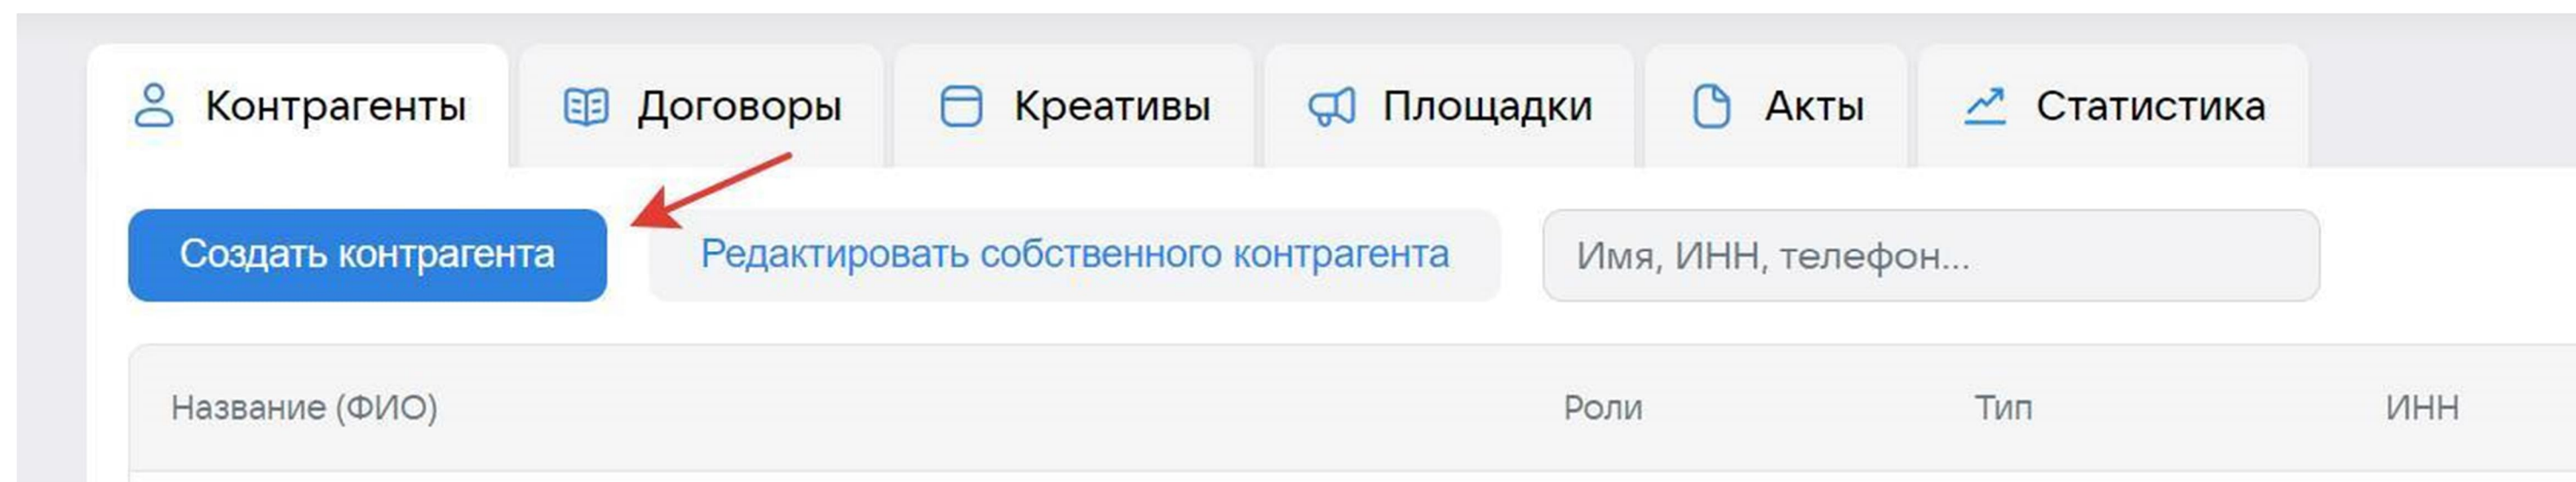 Контрагенты Договоры Креативы Площадки Акты Статистика
Создать контрагента Редактировать собственного контрагента Имя, ИНН, телефон...
Название (ФИО) Роли Тип ИНН